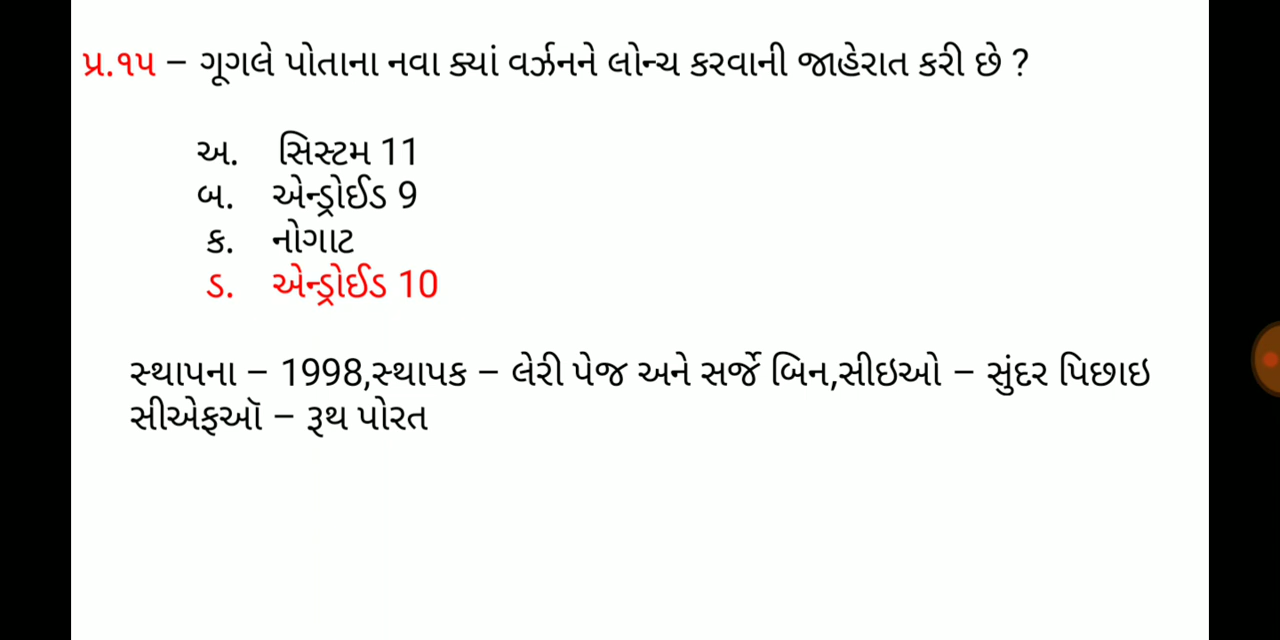 પ્ર.૧૫ – ગૂગલે પોતાના નવા ક્યાં વર્ઝનને લોન્ચ કરવાની જાહેરાત કરી છે ?
અ. સિસ્ટમ 11
બ. એન્ડ્રોઈડ 9
ક. નોગાટ
ડ. એન્ડ્રોઈડ 10
સ્થાપના – 1998,સ્થાપક – લેરી પેજ અને સર્જે બિન,સીઇઓ – સુંદર પિછાઇ
સીએફઓૅ – રૂથ પોરત